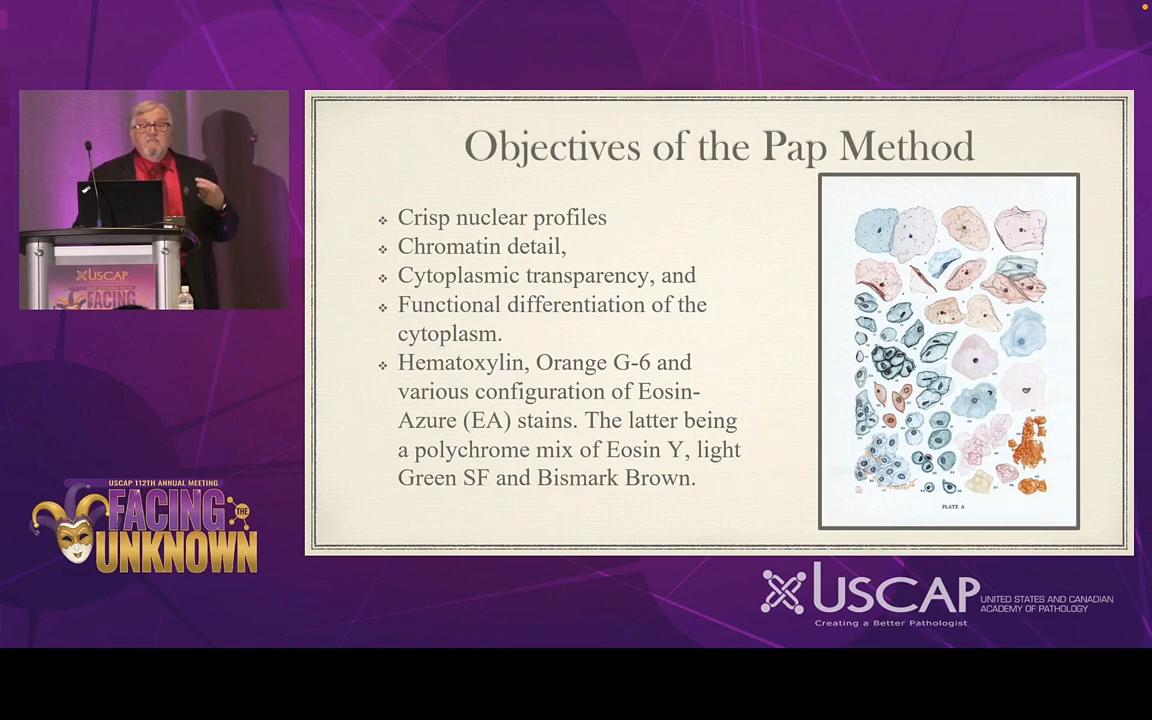 Objectives of the Pap Method
Crisp nuclear profiles
Chromatin detail,
Cytoplasmic transparency, and
Functional differentiation of the
cytoplasm.
Hematoxylin, Orange G-6 and
various configuration of Eosin-
Azure (EA) stains. The latter being
a polychrome mix of Eosin Y, light
Green SF and Bismark Brown.
PLATE A
USCAP
FACING
USCAP 112TH ANNUAL MEETING
FACING
THE
UNKNOWN
USCAP
UNITED STATES AND CANADIAN
ACADEMY OF PATHOLOGY
Creating a Better Pathologist